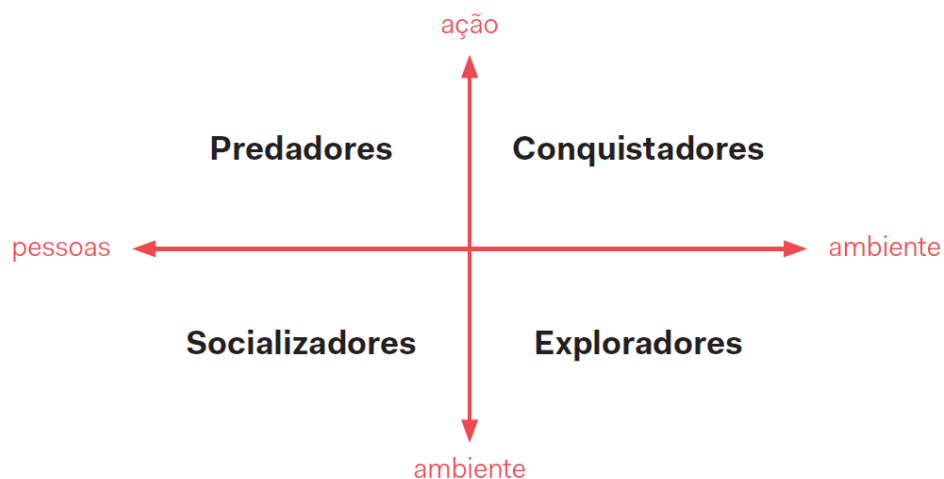 ação
Predadores
Conquistadores
pessoas
ambiente
Socializadores
Exploradores
ambiente